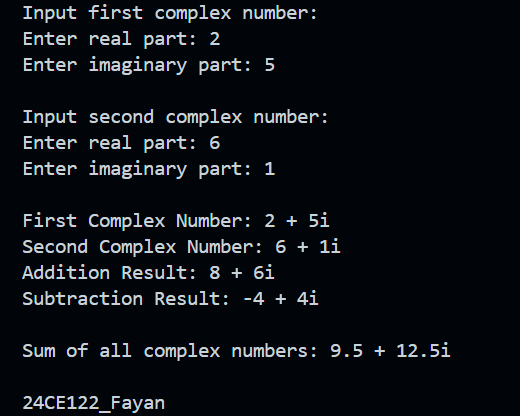 Input first complex number:
Enter real part: 2
Enter imaginary part: 5
Input second complex number:
Enter real part: 6
Enter imaginary part: 1
First Complex Number: 2 + 5i
Second Complex Number: 6 + 1i
Addition Result: 8 + 6i
Subtraction Result: -4 + 4i
Sum of all complex numbers: 9.5 + 12.5i
24CE122_Fayan